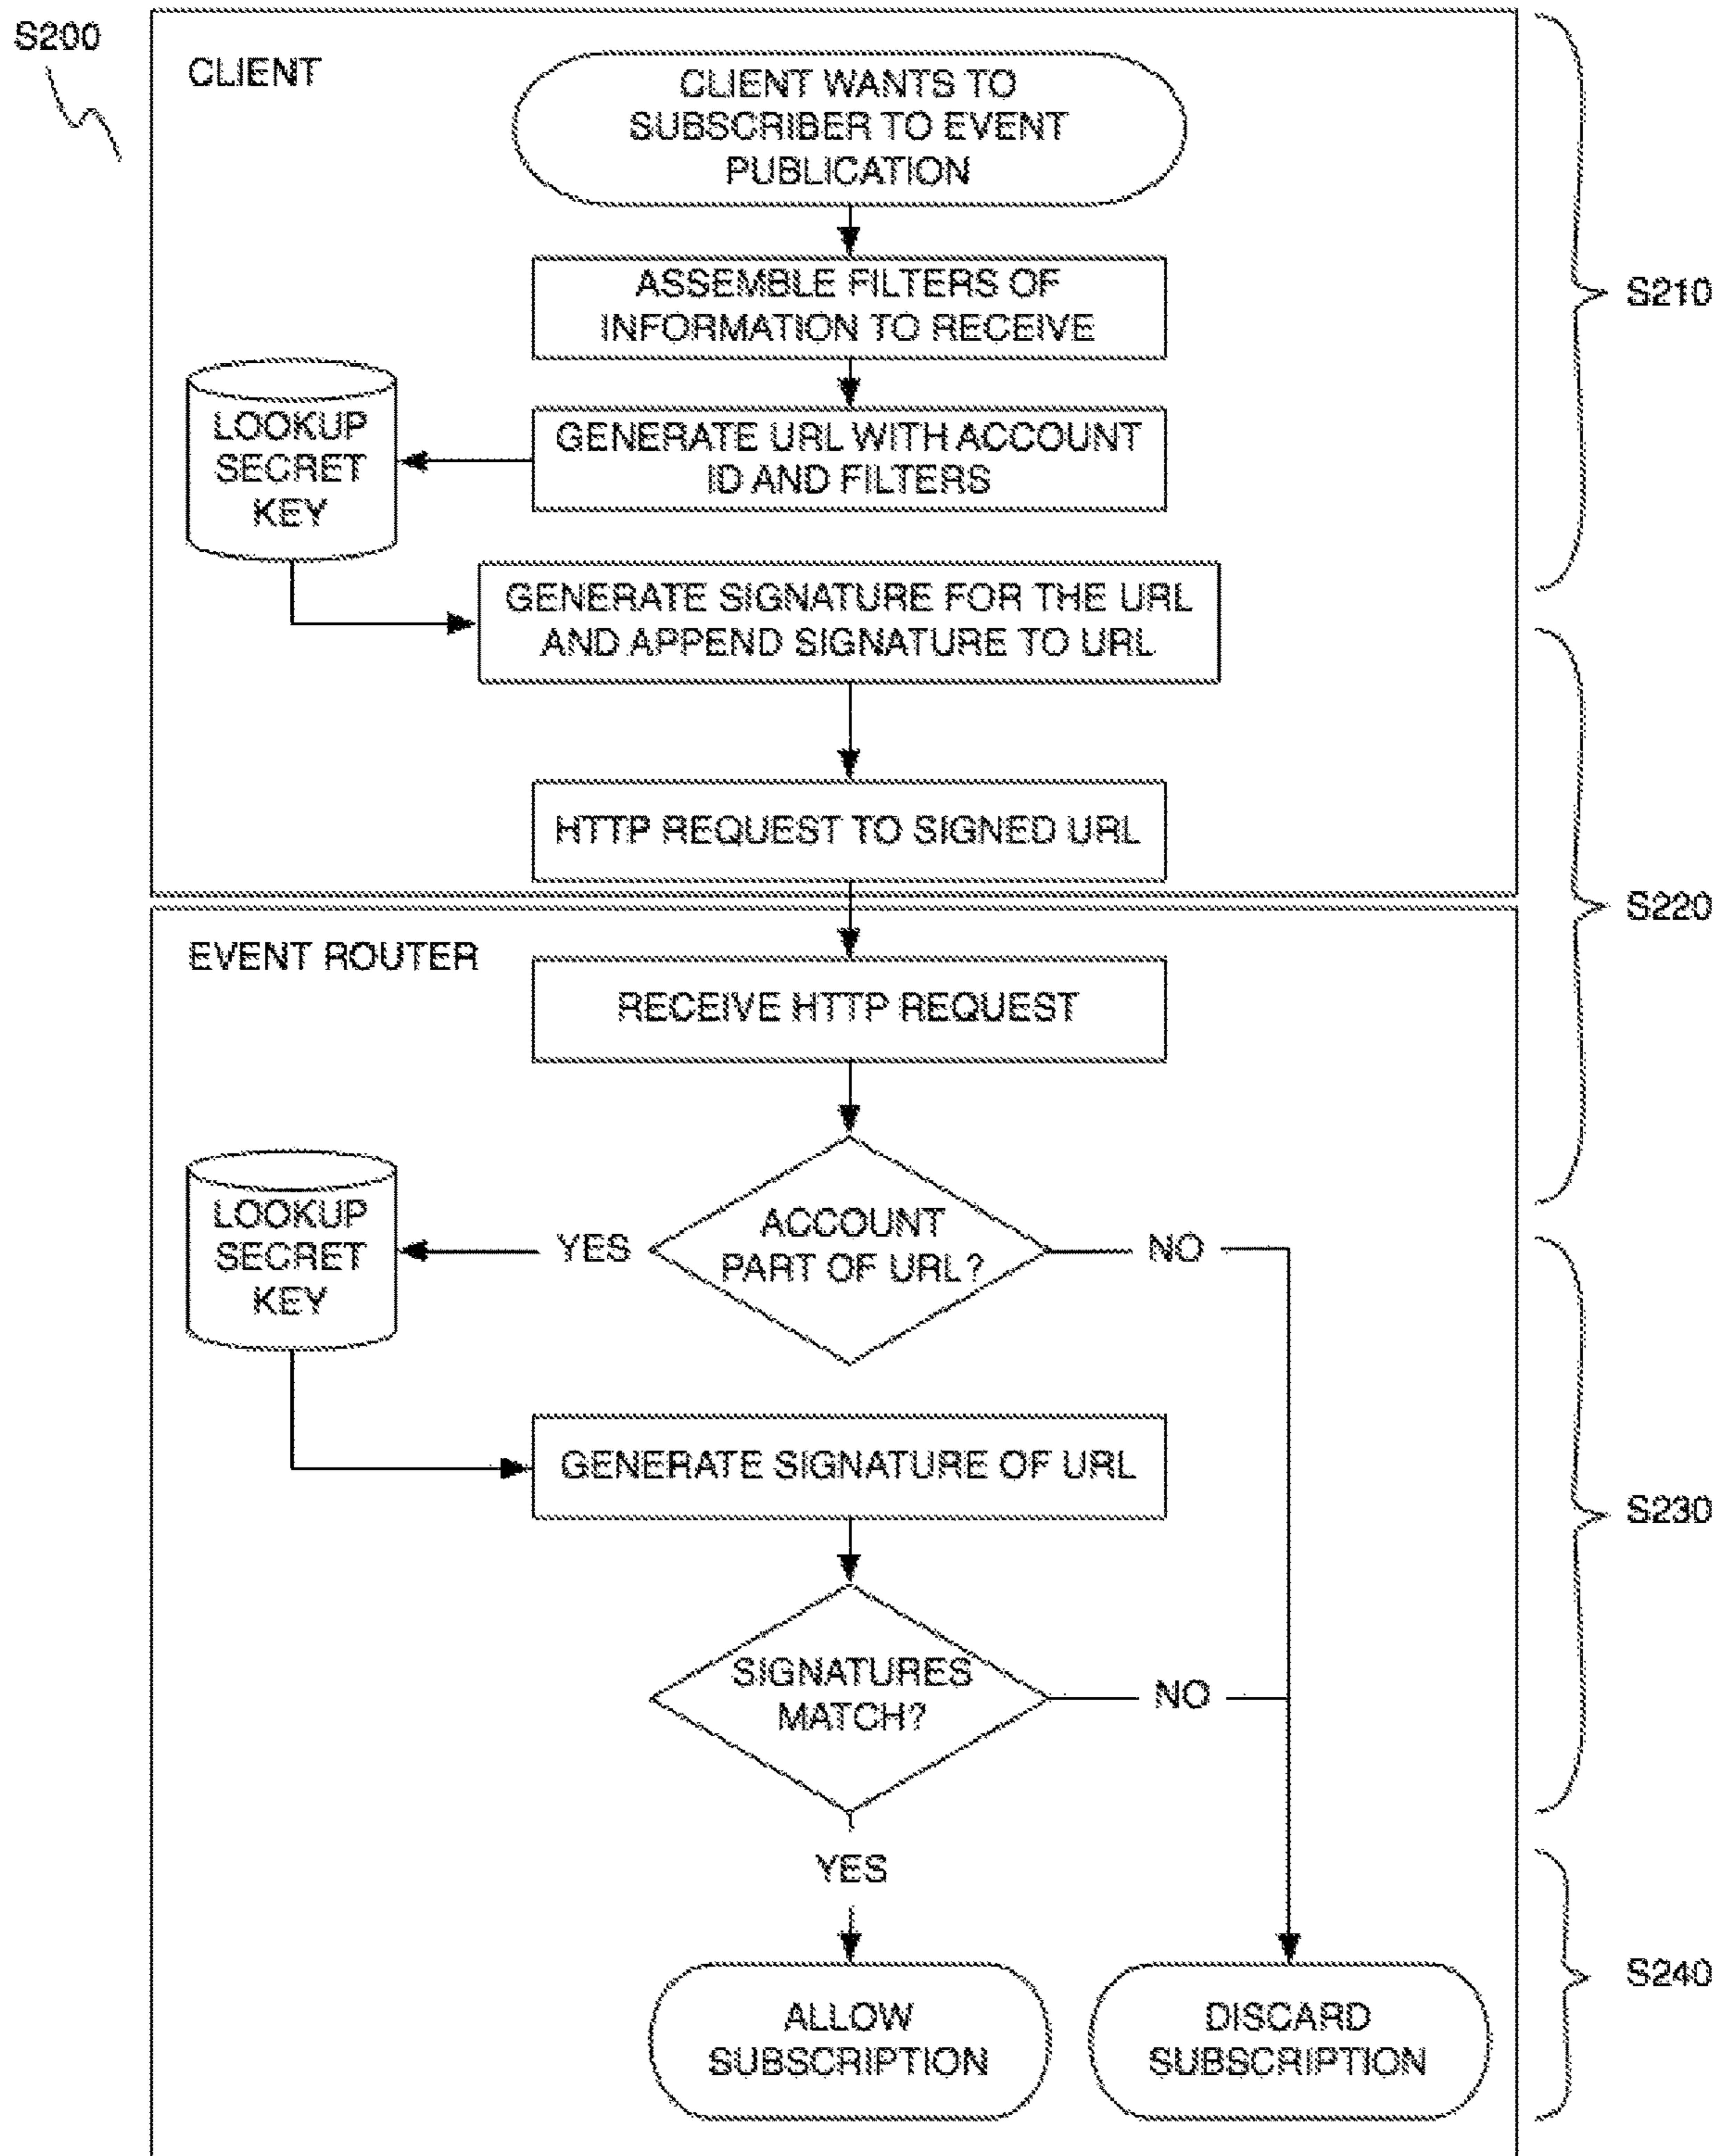 S200
CLIENT
CLIENT WANTS TO
SUBSCRIBER TO EVENT
PUBLICATION
ASSEMBLE FILTERS OF
INFORMATION TO RECEIVE
S210
LOOKUP
SECRET
KEY
GENERATE URL WITH ACCOUNT
ID AND FILTERS
GENERATE SIGNATURE FOR THE URL
AND APPEND SIGNATURE TO URL
HTTP REQUEST TO SIGNED URL
S220
EVENT ROUTER
RECEIVE HTTP REQUEST
LOOKUP
SECRET
KEY
YES
ACCOUNT
PART OF URL?
NO
GENERATE SIGNATURE OF URL
S230
SIGNATURES
MATCH?
NO
YES
S240
ALLOW
SUBSCRIPTION
DISCARD
SUBSCRIPTION